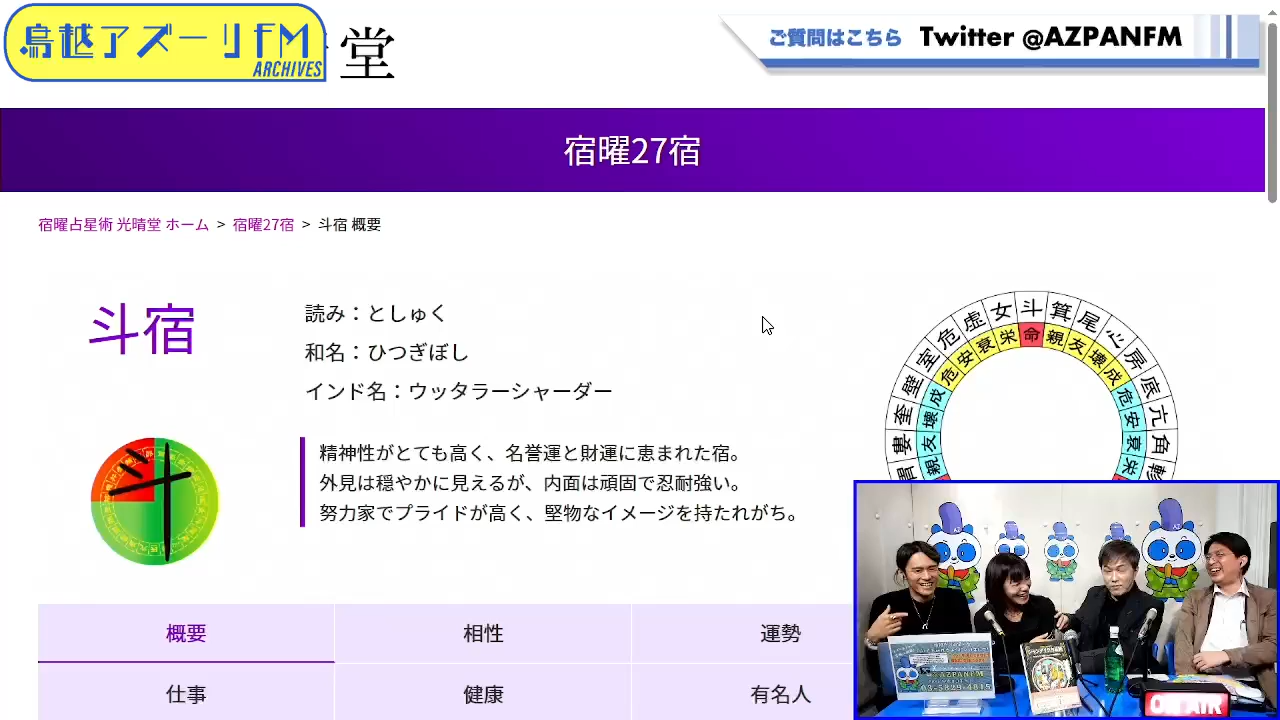 鳥越アズーリFM
ARCHIVES
堂
ご質問はこちら Twitter @AZPANFM
宿曜27宿
宿曜占星術 光晴堂 ホーム > 宿曜27宿 > 斗宿 概要
斗宿
読み：としゅく
和名：ひつぎぼし
インド名：ウッタラーシャーダー
斗
精神性がとても高く、名誉運と財運に恵まれた宿。
外見は穏やかに見えるが、内面は頑固で忍耐強い。
努力家でプライドが高く、堅物なイメージを持たれがち。
胃 婁 奎 壁 室 危 虚 女 斗 箕 尾 心 房 底 亢 角 軫
親 友 壊 成 危 安 衰 栄 命 親 友 壊 成 危 安 衰 栄
概要 相性 運勢
仕事 健康 有名人
@AZPANFM
03-5829-4815
ON AIR